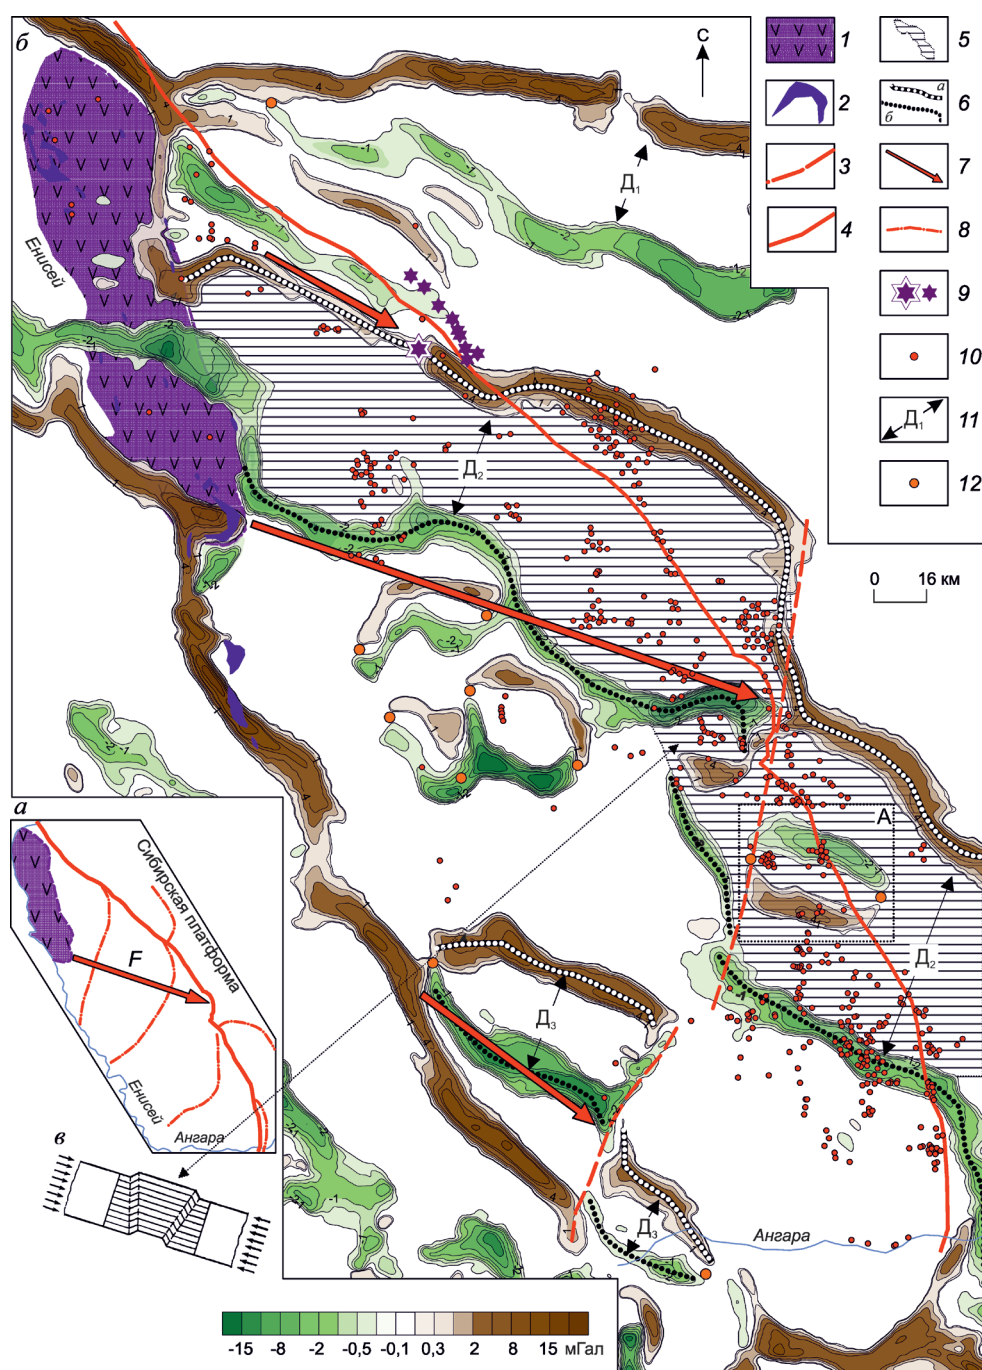 б
С
1
2
3
4
5
6
а
б
7
8
9
10
11
Д₁
12
0 16 км
Енисей
Д₁
Д₂
А
Д₂
Д₃
Д₃
Ангара
а
Сибирская платформа
F
Енисей
Ангара
в
-15 -8 -2 -0,5 -0,1 0,3 2 8 15 мГал